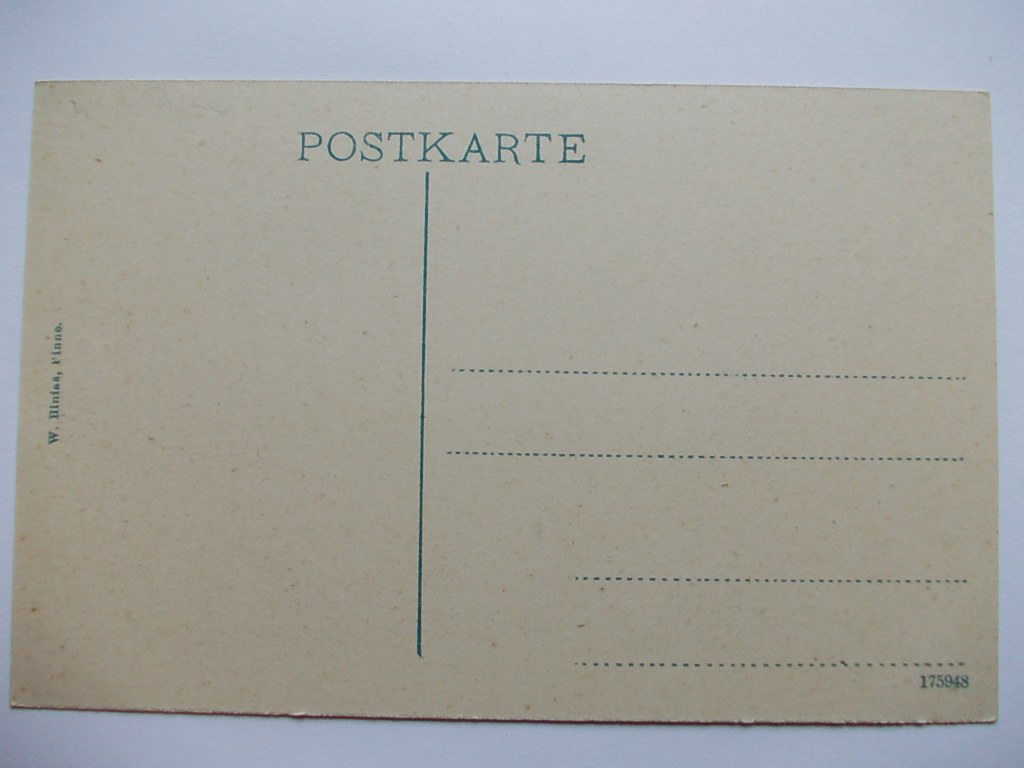 POSTKARTE
W. Binias, Pinne.
175948